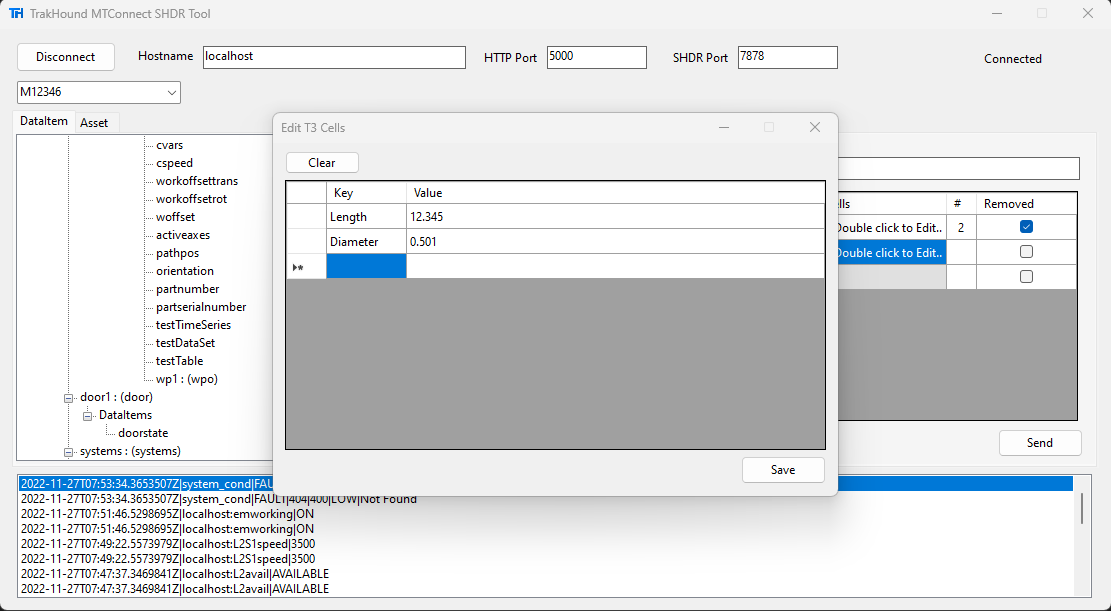 TH TrakHound MTConnect SHDR Tool
Disconnect Hostname localhost HTTP Port 5000 SHDR Port 7878 Connected
M12346
DataItem Asset
cvars
cspeed
workoffsettrans
workoffsetrot
woffset
activeaxes
pathpos
orientation
partnumber
partserialnumber
testTimeSeries
testDataSet
testTable
wp1 : (wpo)
door1 : (door)
DataItems
doorstate
systems : (systems)
Edit T3 Cells
Clear
Key Value
Length 12.345
Diameter 0.501
Save
lls # Removed
Double click to Edit.. 2
Double click to Edit..
Send
2022-11-27T07:53:34.3653507Z|system_cond|FAU
2022-11-27T07:53:34.3653507Z|system_cond|FAULT|404|400|LOW|Not Found
2022-11-27T07:51:46.5298695Z|localhost:emworking|ON
2022-11-27T07:51:46.5298695Z|localhost:emworking|ON
2022-11-27T07:49:22.5573979Z|localhost:L2S1speed|3500
2022-11-27T07:49:22.5573979Z|localhost:L2S1speed|3500
2022-11-27T07:47:37.3469841Z|localhost:L2avail|AVAILABLE
2022-11-27T07:47:37.3469841Z|localhost:L2avail|AVAILABLE